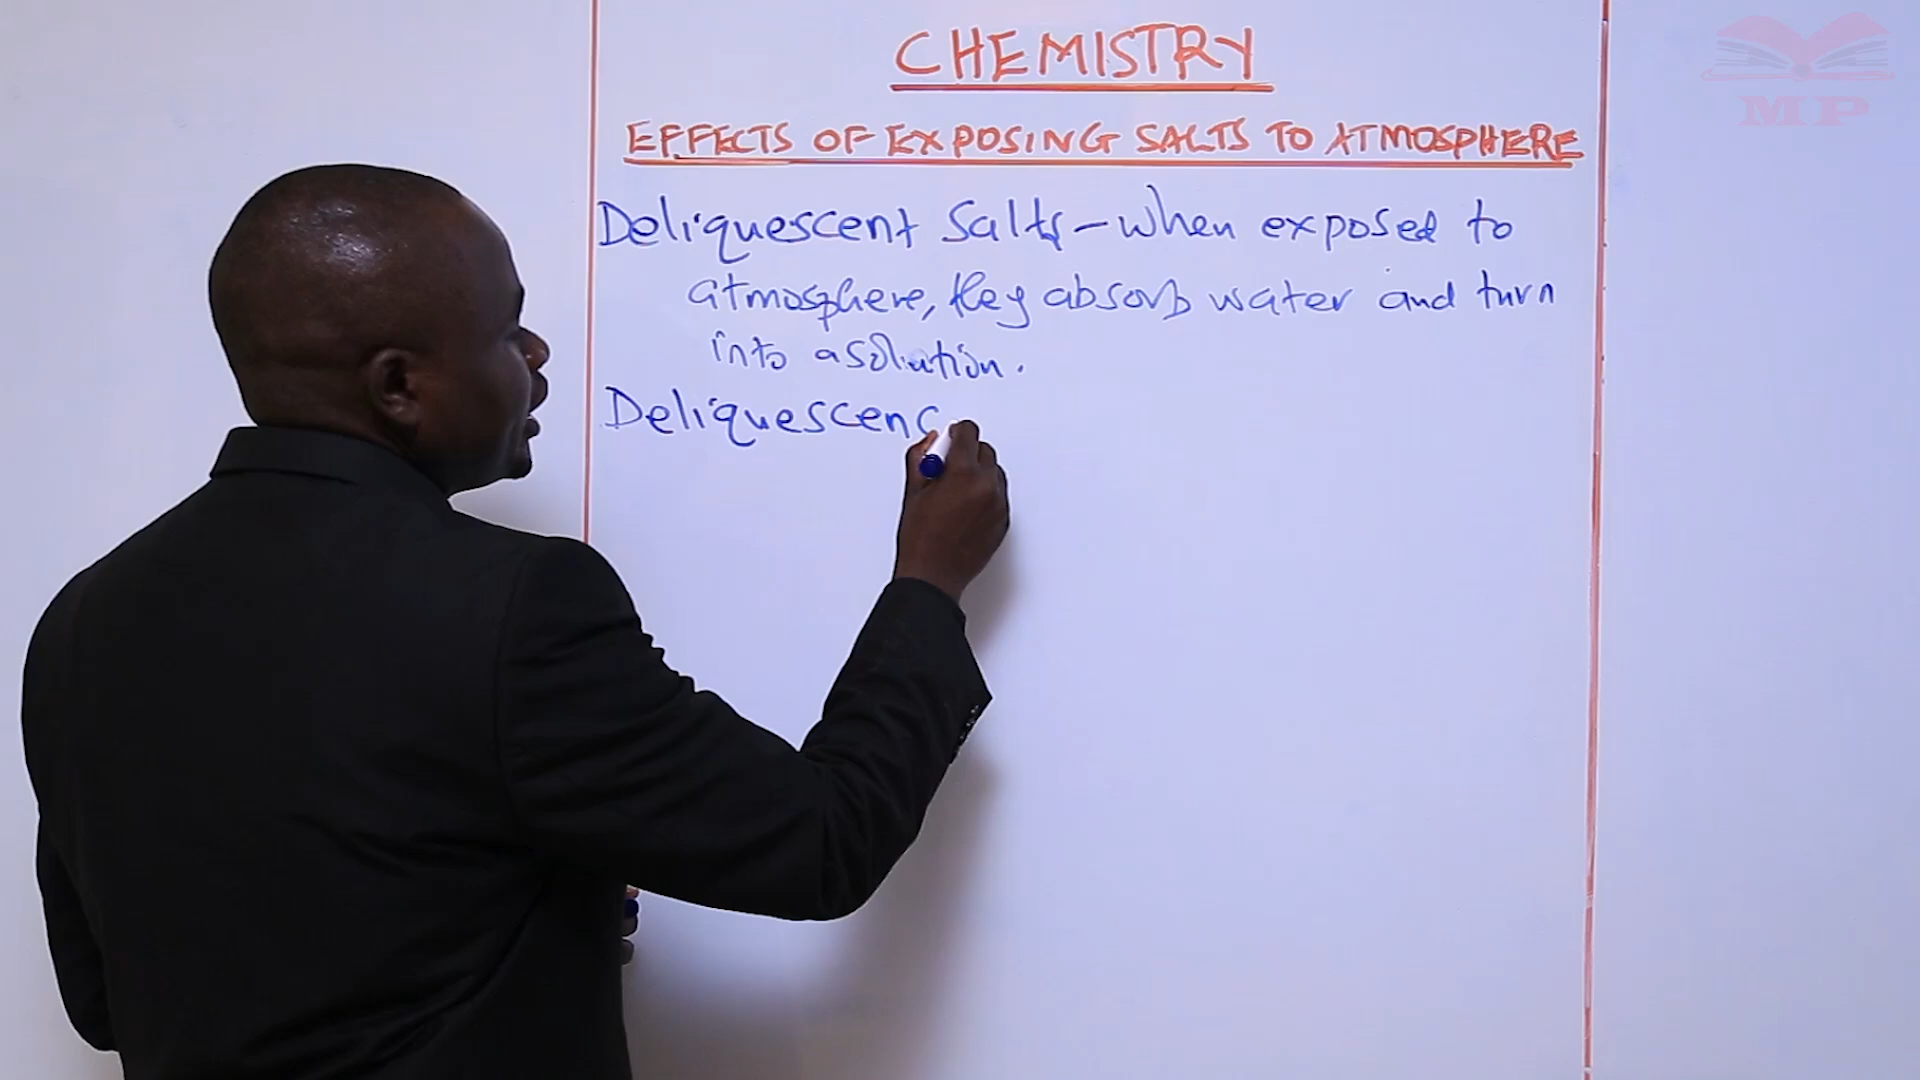 CHEMISTRY
EFFECTS OF EXPOSING SALTS TO ATMOSPHERE
Deliquescent Salts - When exposed to
atmosphere, they absorb water and turn
into a solution.
Deliquescenc
MP